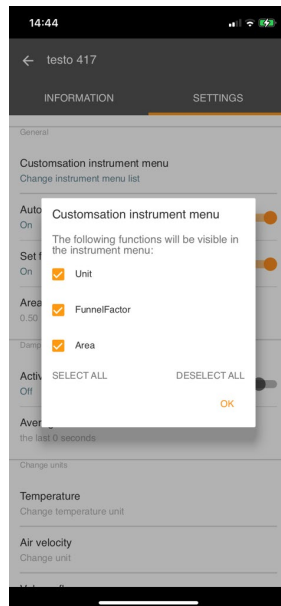 14:44
testo 417
INFORMATION
SETTINGS
General
Customsation instrument menu
Change instrument menu list
Auto
On
Customsation instrument menu
The following functions will be visible in
the instrument menu:
Unit
FunnelFactor
Area
SELECT ALL
DESELECT ALL
OK
Set f
On
Area
0.50
Damp
Activ
Off
Aver
the last 0 seconds
Change units
Temperature
Change temperature unit
Air velocity
Change unit